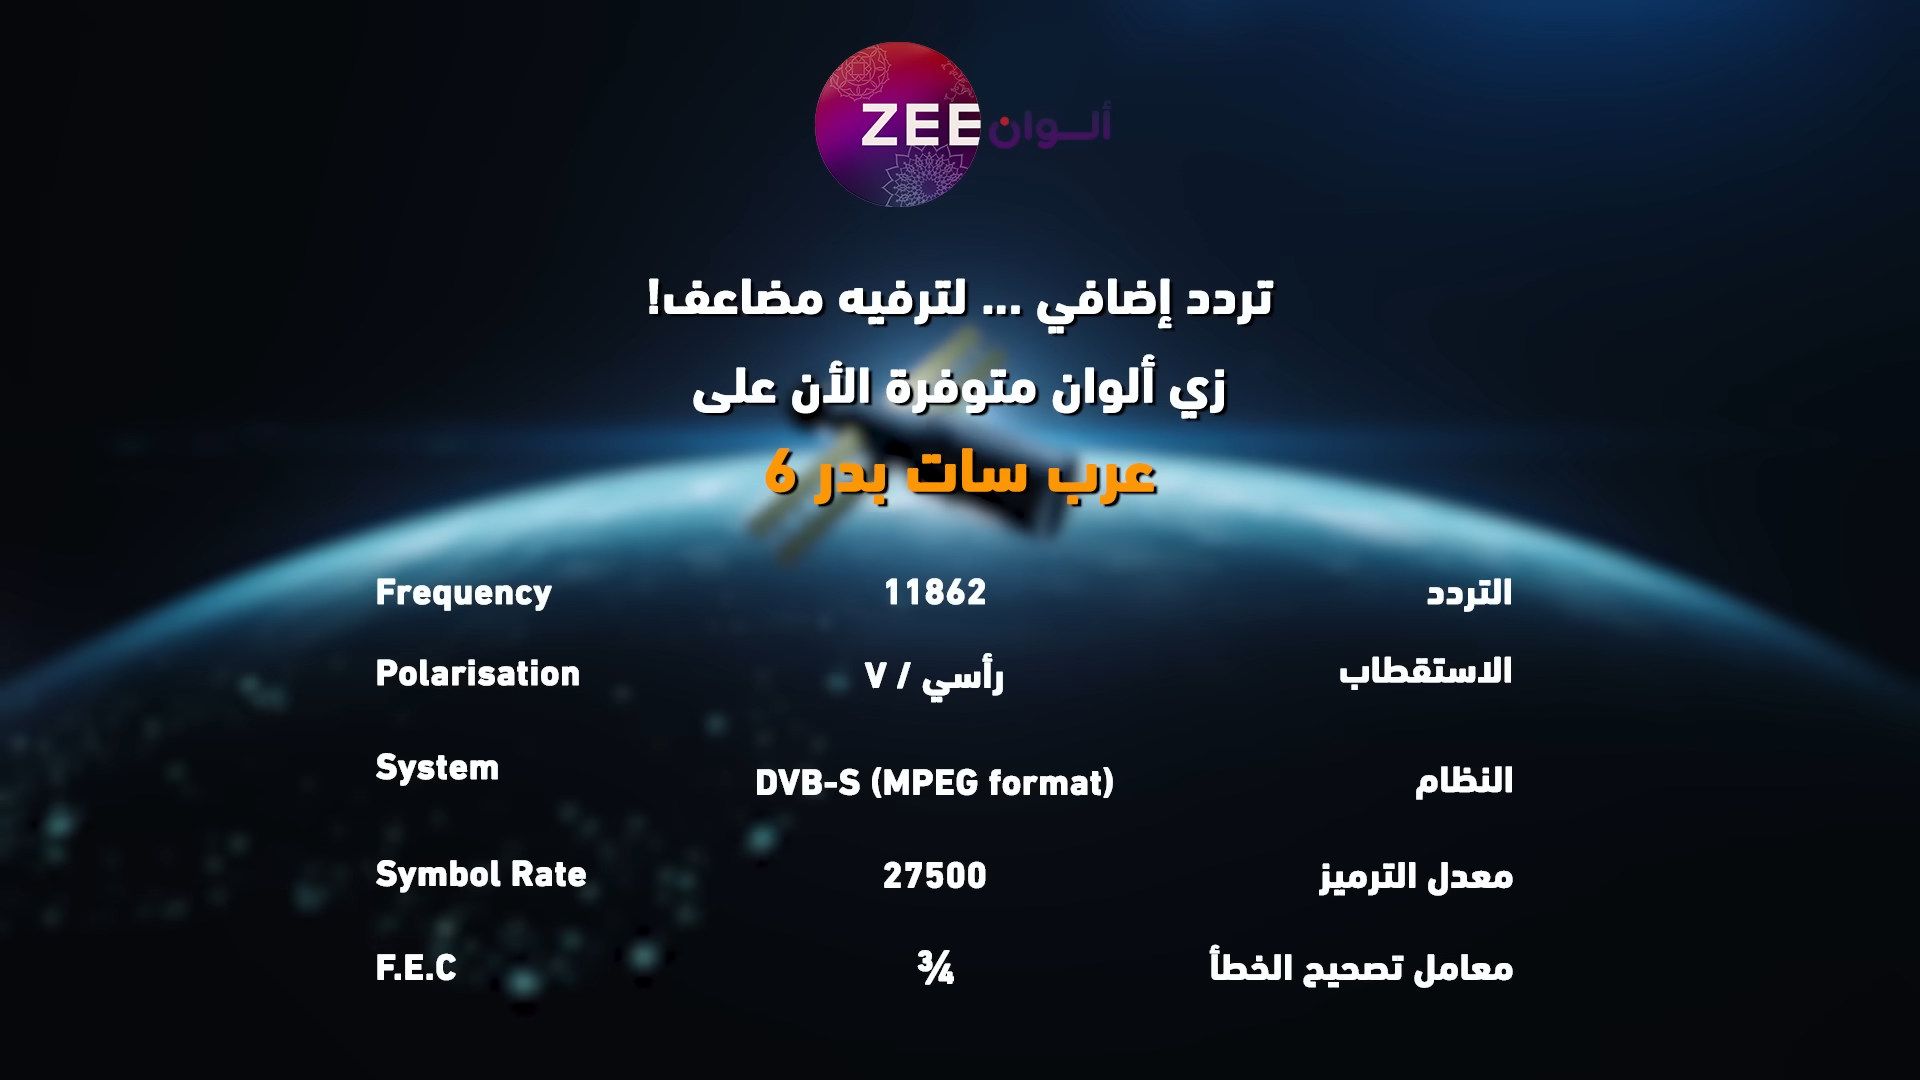 ZEE ألـوان
تردد إضافي ... لترفيه مضاعف!
زي ألوان متوفرة الأن على
عرب سات بدر 6
Frequency 11862 التردد
Polarisation رأسي / V الاستقطاب
System DVB-S (MPEG format) النظام
Symbol Rate 27500 معدل الترميز
F.E.C ¾ معامل تصحيح الخطأ